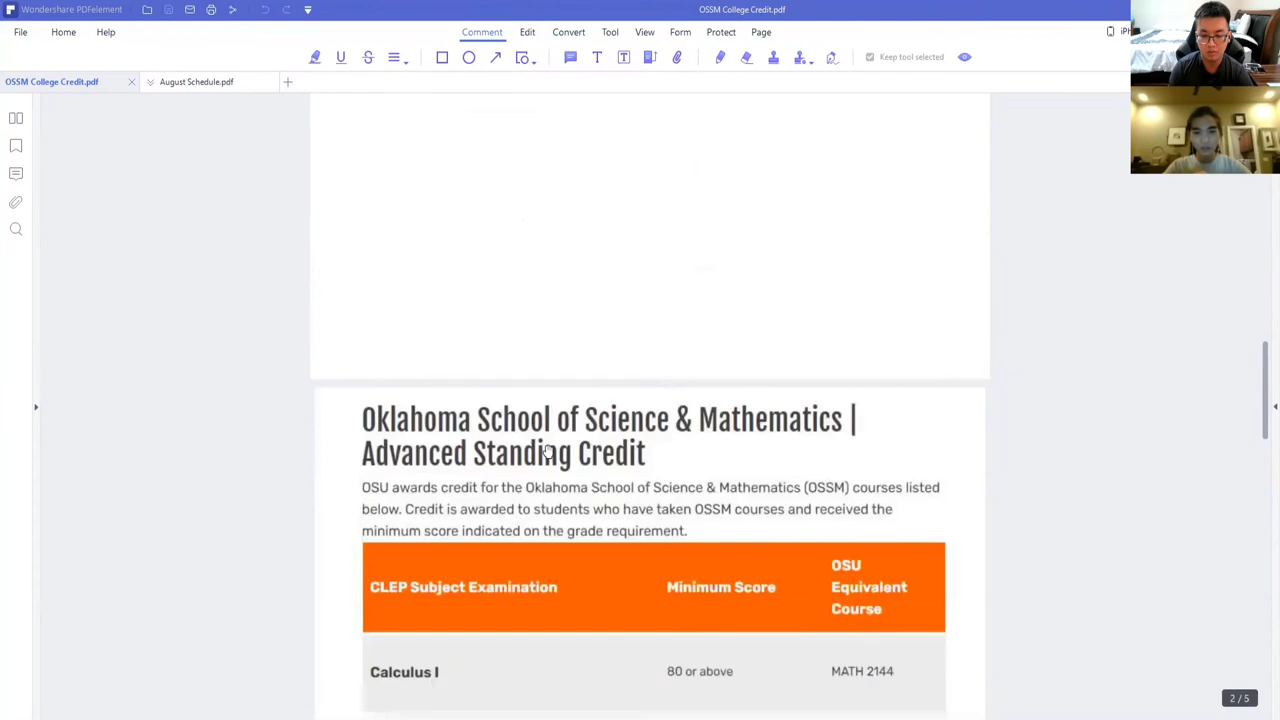 Wondershare PDFelement
OSSM College Credit.pdf
File
Home
Help
Comment
Edit
Convert
Tool
View
Form
Protect
Page
Keep tool selected
OSSM College Credit.pdf
August Schedule.pdf
Oklahoma School of Science & Mathematics |
Advanced Standing Credit
OSU awards credit for the Oklahoma School of Science & Mathematics (OSSM) courses listed
below. Credit is awarded to students who have taken OSSM courses and received the
minimum score indicated on the grade requirement.
CLEP Subject Examination
Minimum Score
OSU
Equivalent
Course
Calculus I
80 or above
MATH 2144
2 / 5